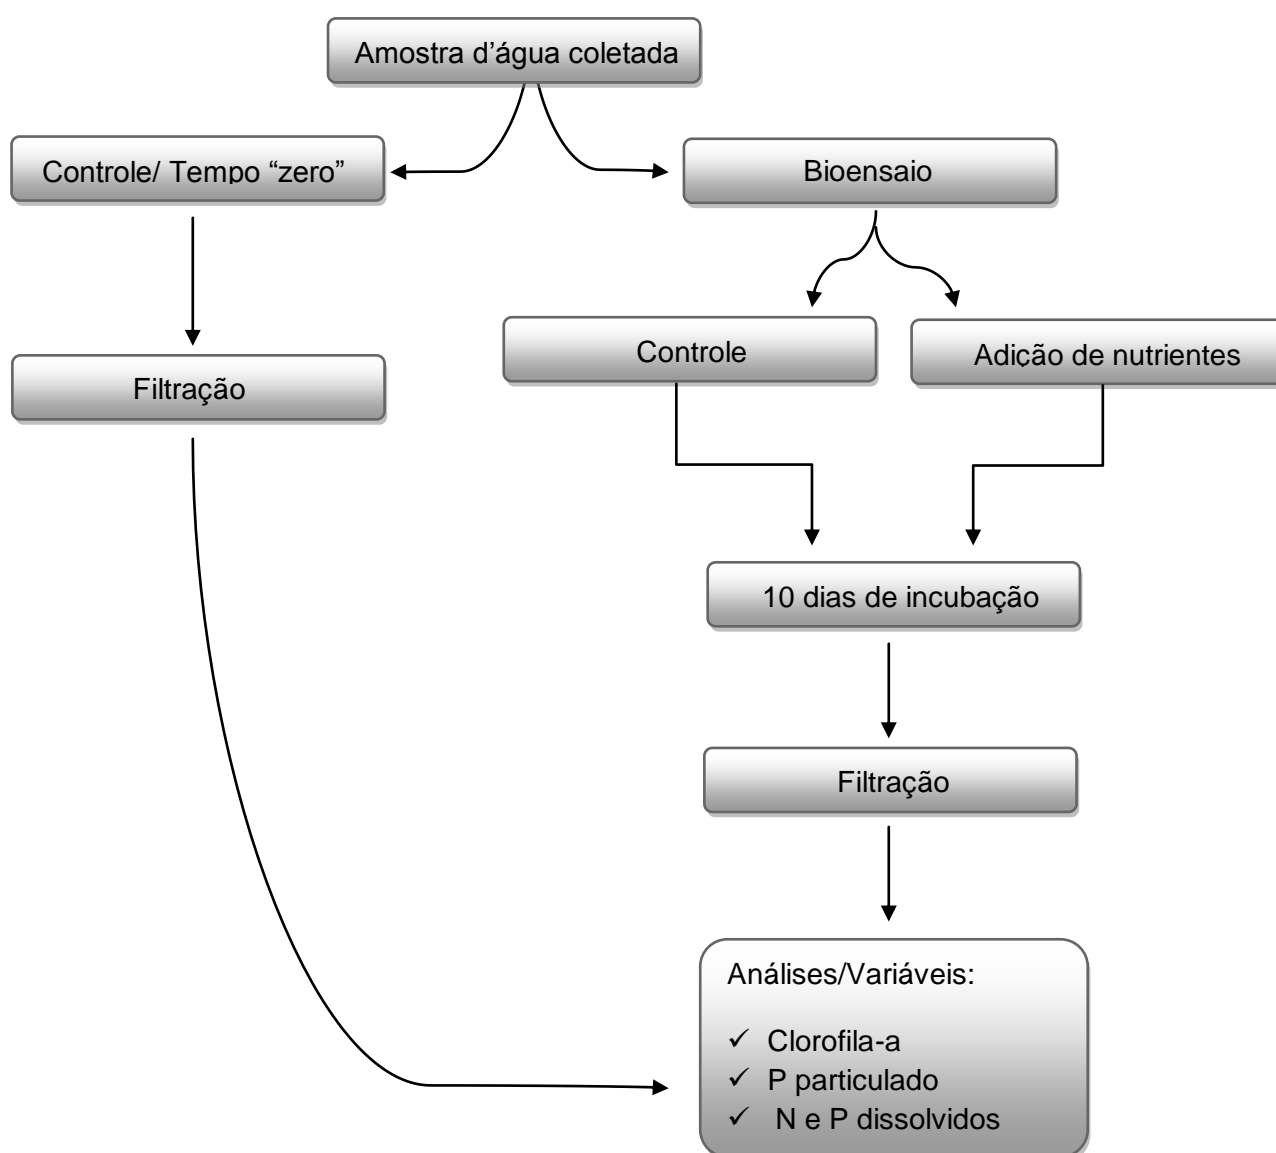 Amostra d’água coletada
Controle/ Tempo “zero”
Bioensaio
Controle
Adição de nutrientes
Filtração
10 dias de incubação
Filtração
Análises/Variáveis:
✓ Clorofila-a
✓ P particulado
✓ N e P dissolvidos